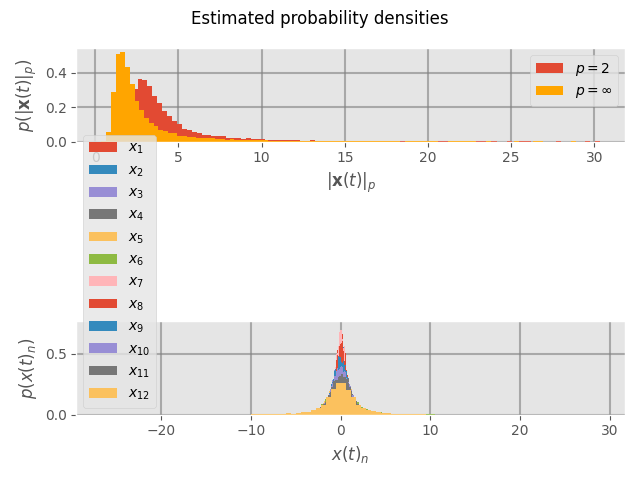 Estimated probability densities
p(|x(t)|_p)
0.4
0.2
0.0
p = 2
p = ∞
0 5 10 15 20 25 30
|x(t)|_p
x_1
x_2
x_3
x_4
x_5
x_6
x_7
x_8
x_9
x_10
x_11
x_12
p(x(t)_n)
0.5
0.0
−20 −10 0 10 20 30
x(t)_n